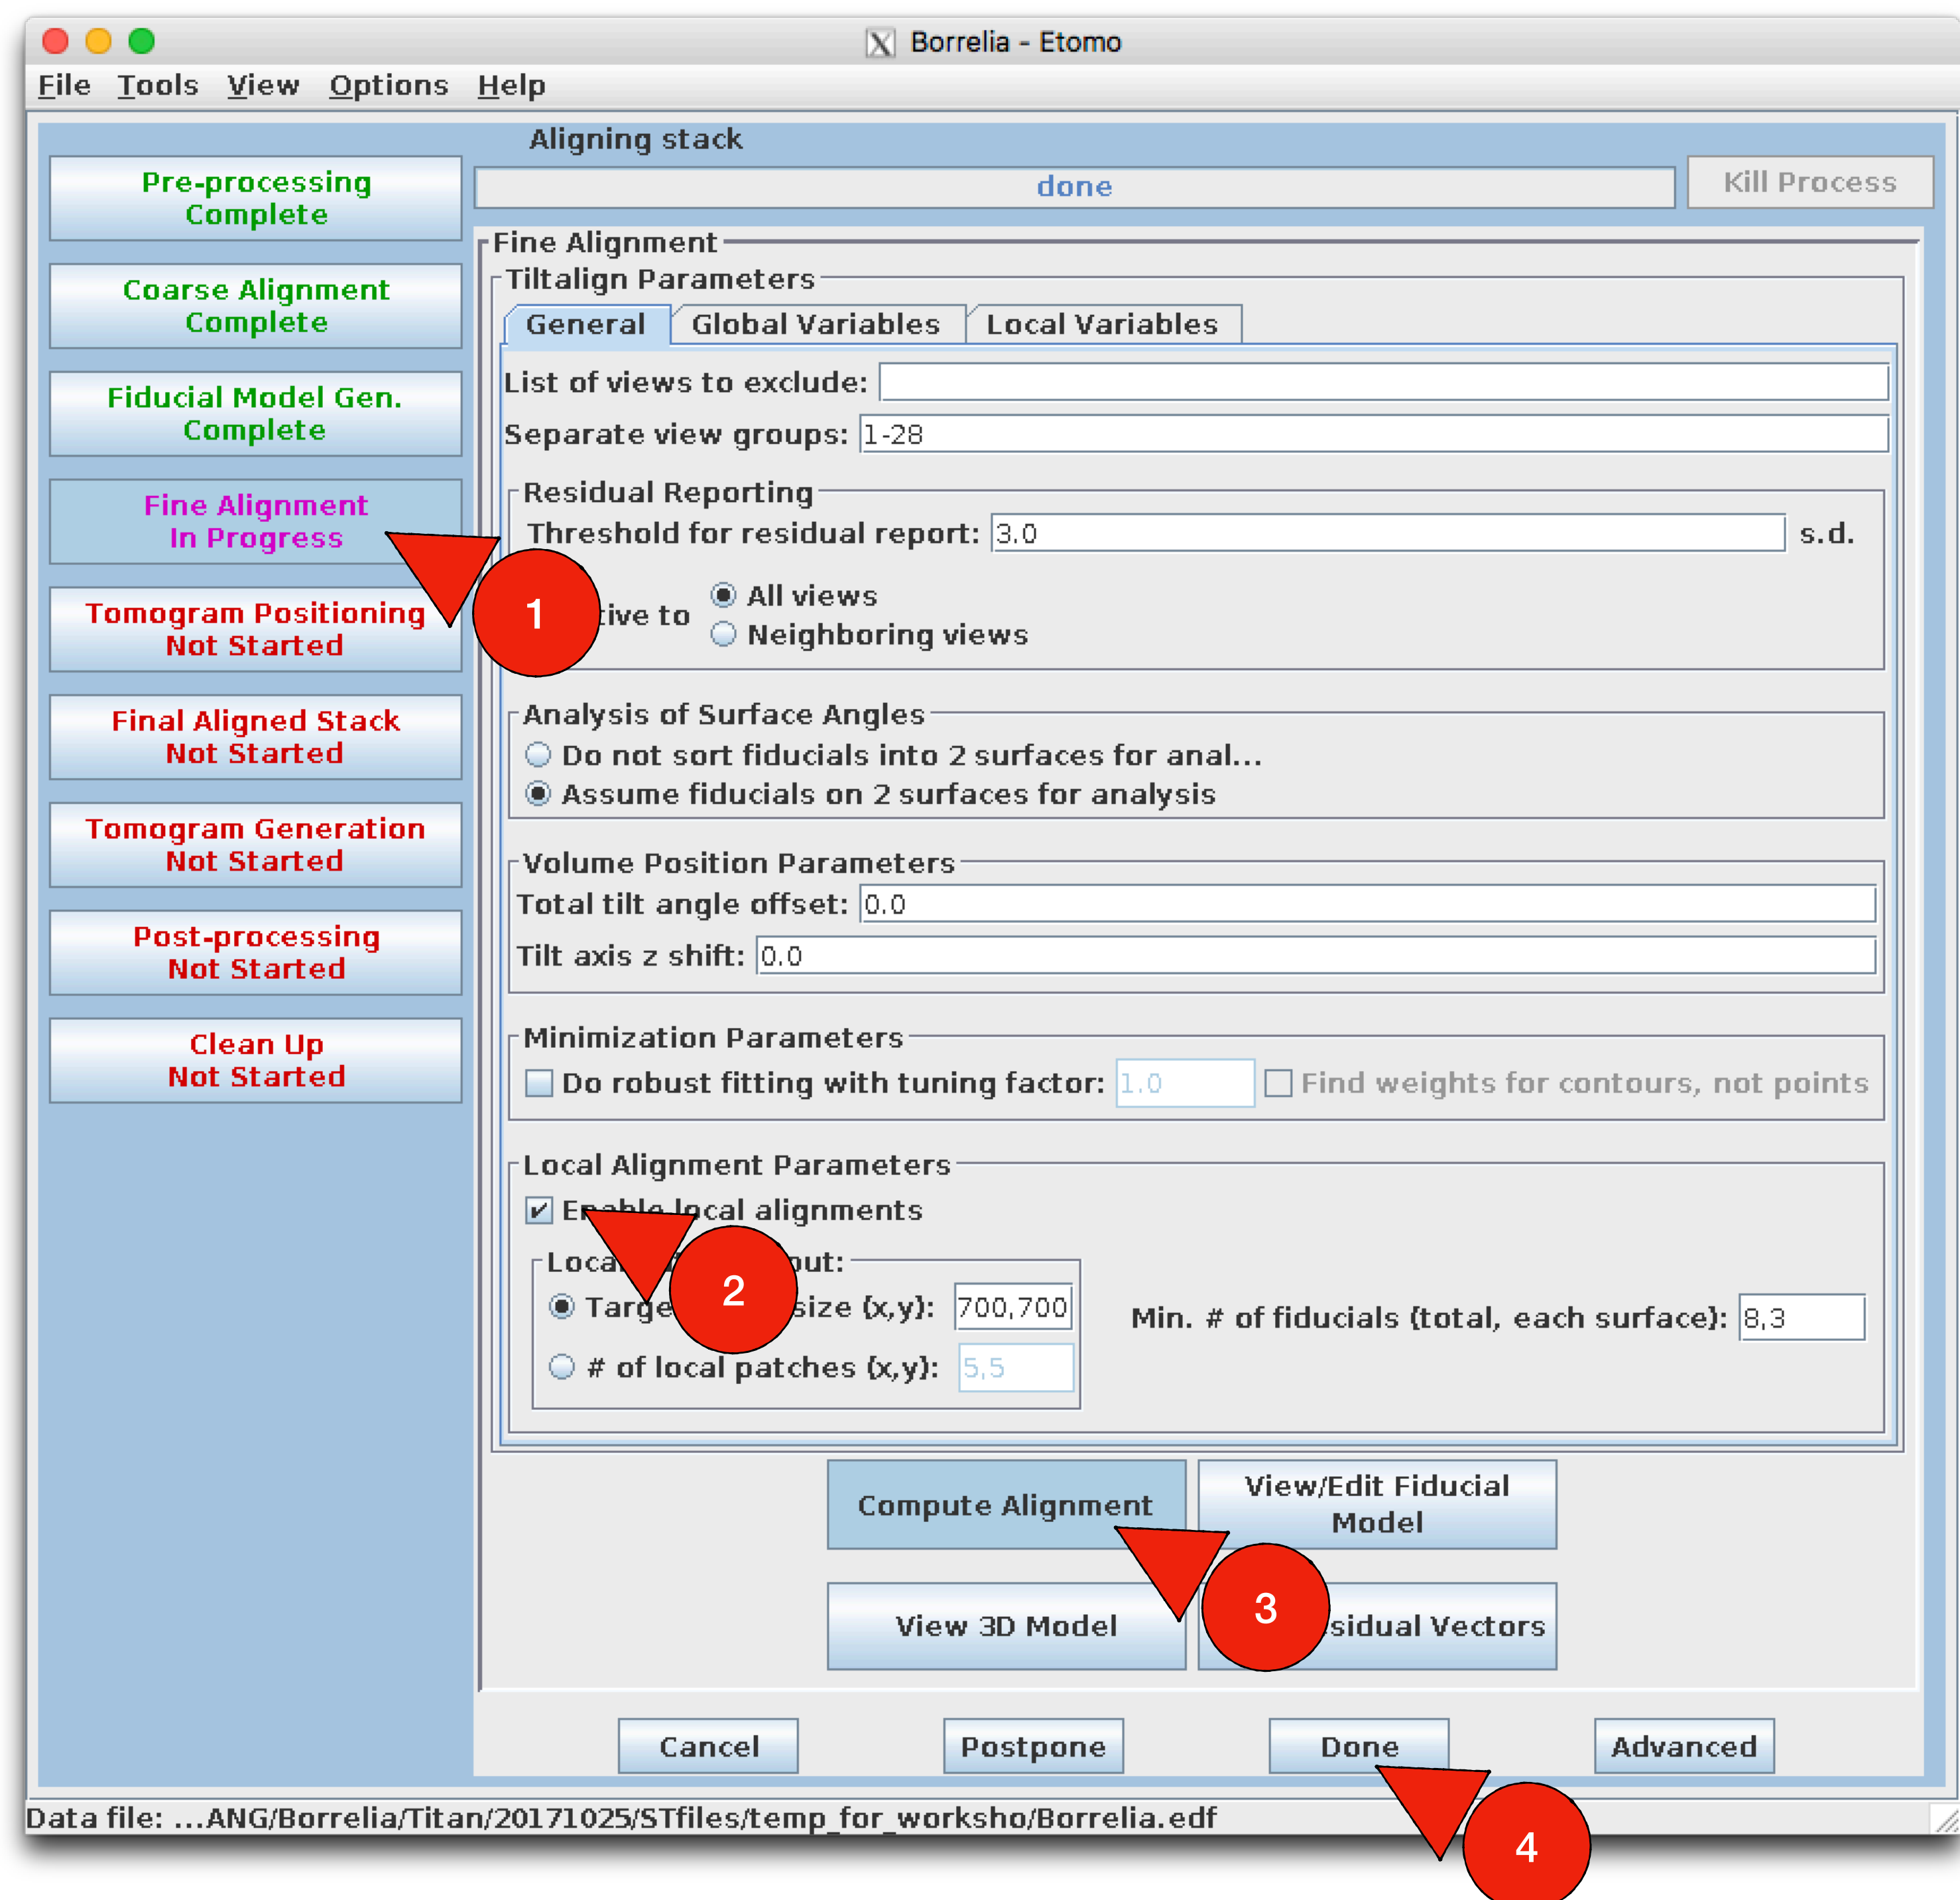 Borrelia - Etomo
File Tools View Options Help
Aligning stack
done
Kill Process
Pre-processing
Complete
Coarse Alignment
Complete
Fiducial Model Gen.
Complete
Fine Alignment
In Progress
Tomogram Positioning
Not Started
Final Aligned Stack
Not Started
Tomogram Generation
Not Started
Post-processing
Not Started
Clean Up
Not Started
Fine Alignment
Tiltalign Parameters
General Global Variables Local Variables
List of views to exclude:
Separate view groups: 1-28
Residual Reporting
Threshold for residual report: 3.0 s.d.
1
tive to
All views
Neighboring views
Analysis of Surface Angles
Do not sort fiducials into 2 surfaces for anal...
Assume fiducials on 2 surfaces for analysis
Volume Position Parameters
Total tilt angle offset: 0.0
Tilt axis z shift: 0.0
Minimization Parameters
Do robust fitting with tuning factor: 1.0 Find weights for contours, not points
Local Alignment Parameters
Enable local alignments
2
size (x,y): 700,700
# of local patches (x,y): 5,5
Min. # of fiducials (total, each surface): 8,3
Compute Alignment
View/Edit Fiducial
Model
View 3D Model
3
sidual Vectors
Cancel Postpone Done Advanced
4
Data file: ...ANG/Borrelia/Titan/20171025/STfiles/temp_for_worksho/Borrelia.edf